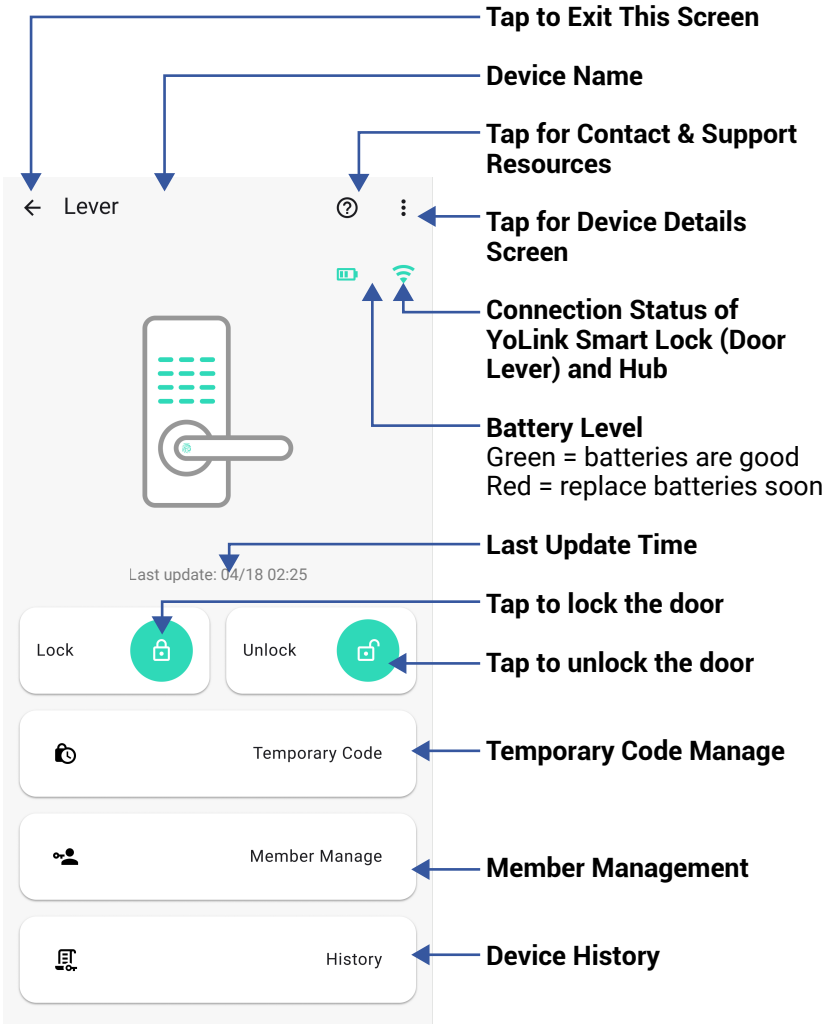 Tap to Exit This Screen
Device Name
Tap for Contact & Support
Resources
Lever
Tap for Device Details
Screen
Connection Status of
YoLink Smart Lock (Door
Lever) and Hub
Battery Level
Green = batteries are good
Red = replace batteries soon
Last Update Time
Last update: 04/18 02:25
Tap to lock the door
Lock
Unlock
Tap to unlock the door
Temporary Code
Temporary Code Manage
Member Manage
Member Management
History
Device History